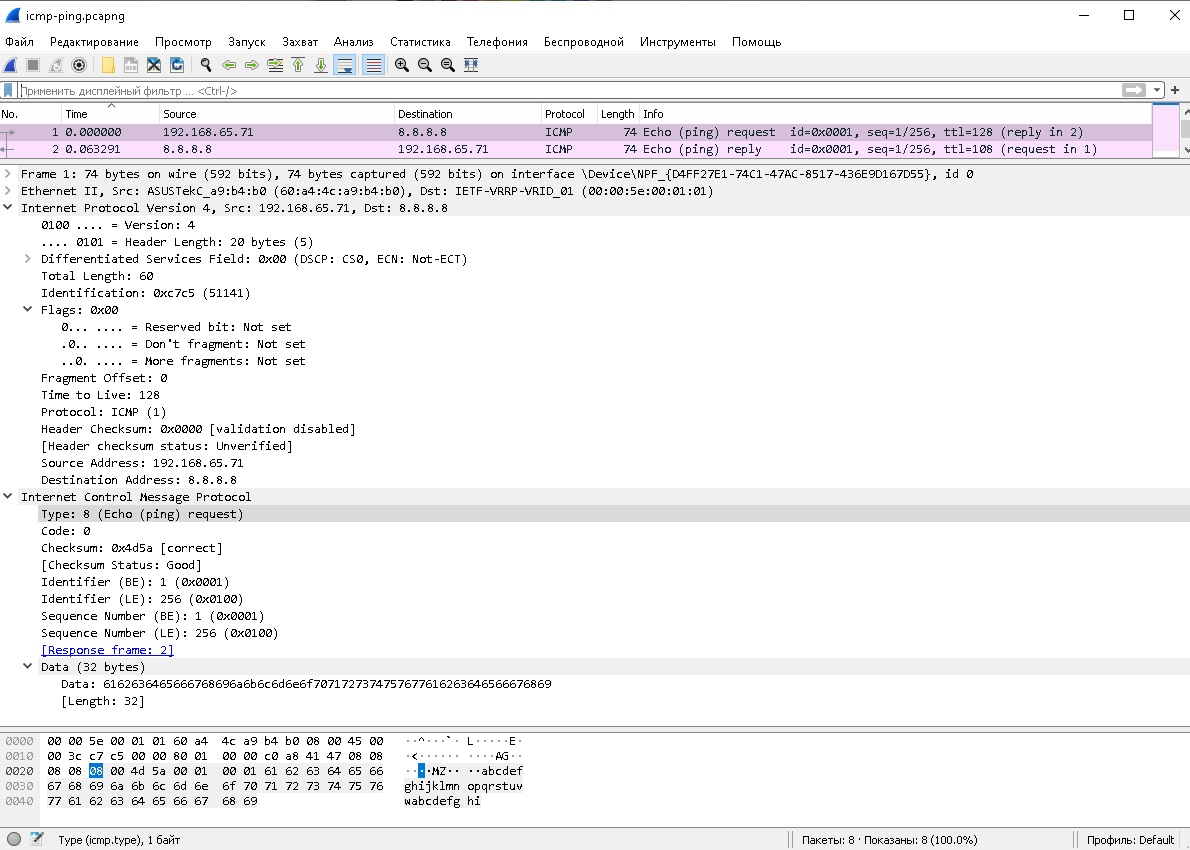 icmp-ping.pcapng
Файл Редактирование Просмотр Запуск Захват Анализ Статистика Телефония Беспроводной Инструменты Помощь
Применить дисплейный фильтр ... <Ctrl-/>
No. Time Source Destination Protocol Length Info
1 0.000000 192.168.65.71 8.8.8.8 ICMP 74 Echo (ping) request id=0x0001, seq=1/256, ttl=128 (reply in 2)
2 0.063291 8.8.8.8 192.168.65.71 ICMP 74 Echo (ping) reply id=0x0001, seq=1/256, ttl=108 (request in 1)
Frame 1: 74 bytes on wire (592 bits), 74 bytes captured (592 bits) on interface \Device\NPF_{D4FF27E1-74C1-47AC-8517-436E9D167D55}, id 0
Ethernet II, Src: ASUSTekC_a9:b4:b0 (60:a4:4c:a9:b4:b0), Dst: IETF-VRRP-VRID_01 (00:00:5e:00:01:01)
Internet Protocol Version 4, Src: 192.168.65.71, Dst: 8.8.8.8
0100 .... = Version: 4
.... 0101 = Header Length: 20 bytes (5)
Differentiated Services Field: 0x00 (DSCP: CS0, ECN: Not-ECT)
Total Length: 60
Identification: 0xc7c5 (51141)
Flags: 0x00
0... .... = Reserved bit: Not set
.0.. .... = Don't fragment: Not set
..0. .... = More fragments: Not set
Fragment Offset: 0
Time to Live: 128
Protocol: ICMP (1)
Header Checksum: 0x0000 [validation disabled]
[Header checksum status: Unverified]
Source Address: 192.168.65.71
Destination Address: 8.8.8.8
Internet Control Message Protocol
Type: 8 (Echo (ping) request)
Code: 0
Checksum: 0x4d5a [correct]
[Checksum Status: Good]
Identifier (BE): 1 (0x0001)
Identifier (LE): 256 (0x0100)
Sequence Number (BE): 1 (0x0001)
Sequence Number (LE): 256 (0x0100)
[Response frame: 2]
Data (32 bytes)
Data: 6162636465666768696a6b6c6d6e6f7071727374757677616263646566676869
[Length: 32]
0000 00 00 5e 00 01 01 60 a4 4c a9 b4 b0 08 00 45 00 ··^···`· L·····E·
0010 00 3c c7 c5 00 00 80 01 00 00 c0 a8 41 47 08 08 ·<······ ····AG··
0020 08 08 08 00 4d 5a 00 01 00 01 61 62 63 64 65 66 ····MZ·· ··abcdef
0030 67 68 69 6a 6b 6c 6d 6e 6f 70 71 72 73 74 75 76 ghijklmn opqrstuv
0040 77 61 62 63 64 65 66 67 68 69 wabcdefg hi
Type (icmp.type), 1 байт Пакеты: 8 · Показаны: 8 (100.0%) Профиль: Default